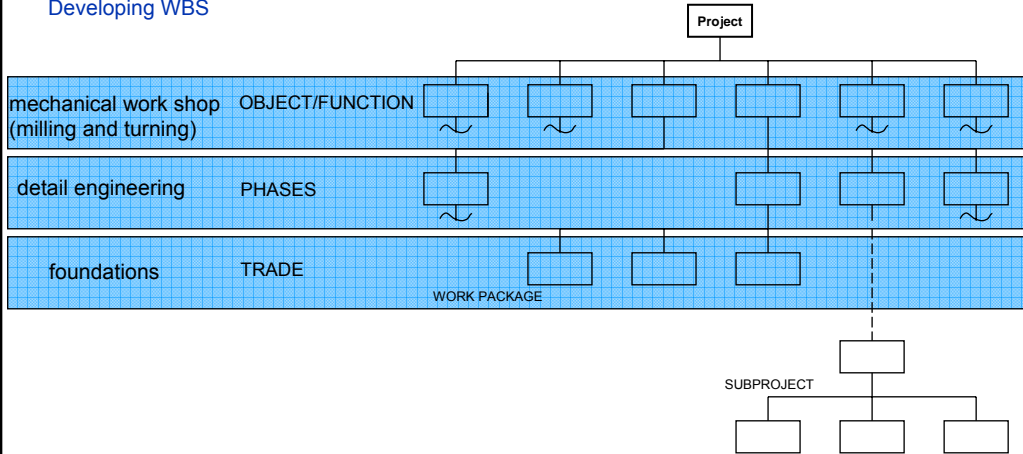 Developing WBS
Project
mechanical work shop
(milling and turning)
OBJECT/FUNCTION
detail engineering
PHASES
foundations
TRADE
WORK PACKAGE
SUBPROJECT